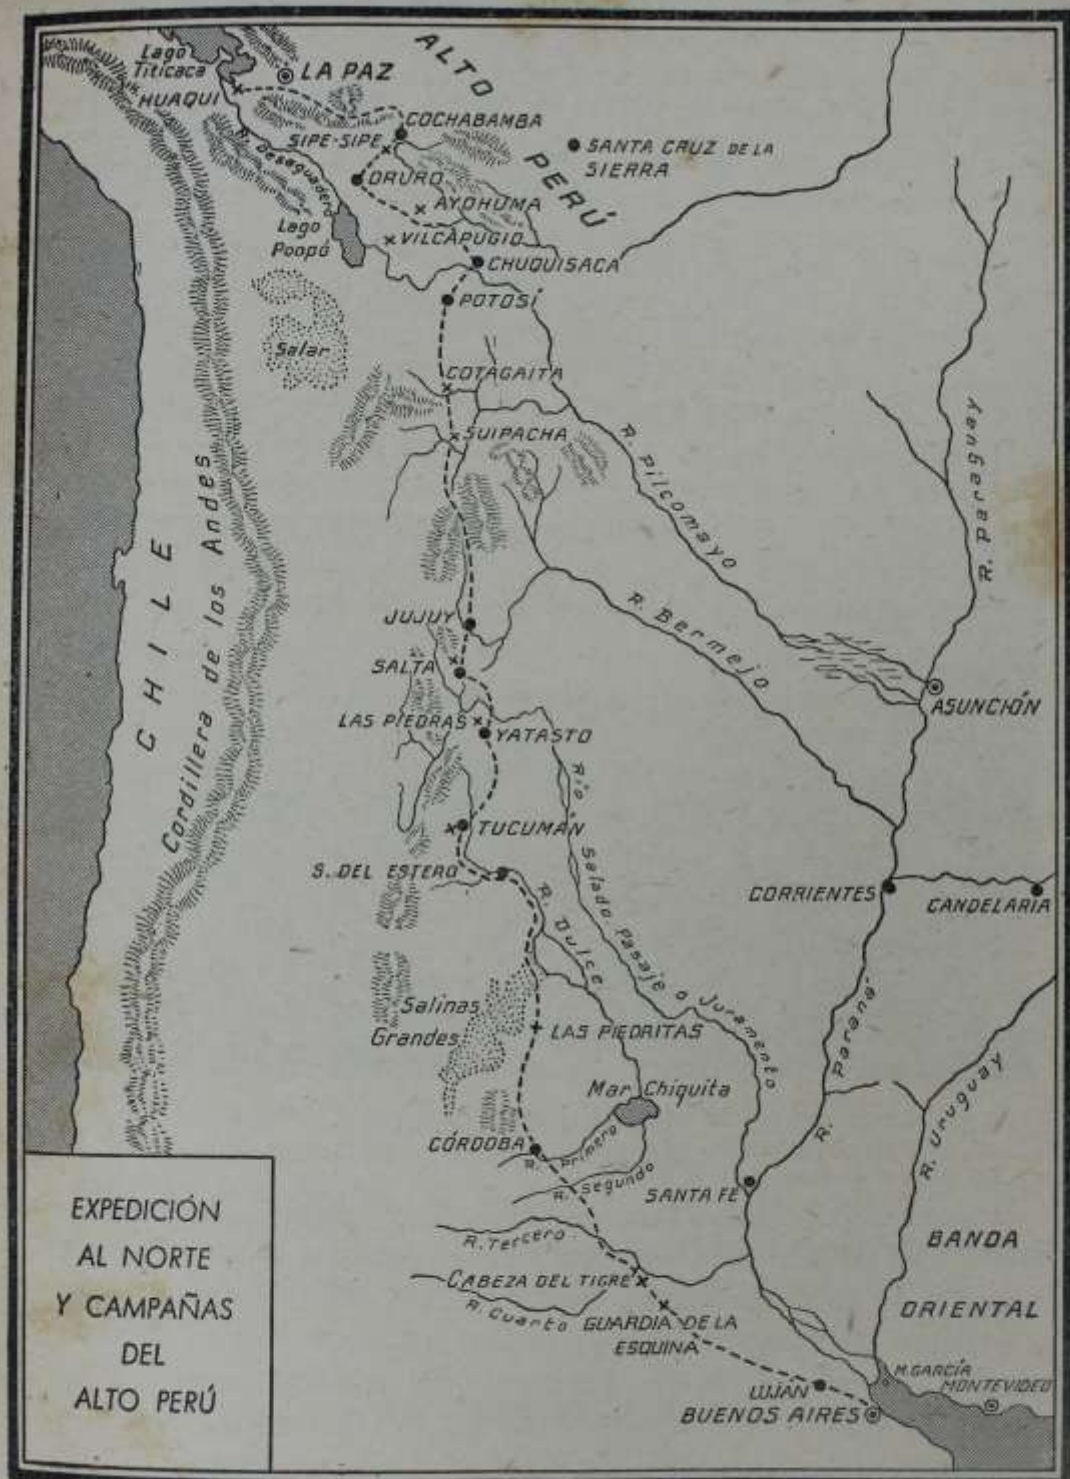 Lago
Titicaca
LA PAZ
HUAQUI
ALTO PERÚ
COCHABAMBA
SIPE-SIPE
SANTA CRUZ DE LA
SIERRA
R. Desaguadero
ORURO
AYOHUMA
Lago
Poopó
VILCAPUGIO
CHUQUISACA
POTOSÍ
Salar
COTAGAITA
SUIPACHA
R. Pilcomayo
R. Paraguay
CHILE
Cordillera de los Andes
JUJUY
R. Bermejo
SALTA
ASUNCIÓN
LAS PIEDRAS
YATASTO
TUCUMÁN
Río Salado Pasaje o Juramento
S. DEL ESTERO
R. Dulce
CORRIENTES
CANDELARIA
Salinas
Grandes
LAS PIEDRITAS
R. Paraná
Mar Chiquita
R. Uruguay
CÓRDOBA
R. Primero
R. Segundo
SANTA FÉ
R. Tercero
BANDA
ORIENTAL
CABEZA DEL TIGRE
R. Cuarto
GUARDIA DE LA
ESQUINA
M. GARCÍA
MONTEVIDEO
LUJÁN
BUENOS AIRES
EXPEDICIÓN
AL NORTE
Y CAMPAÑAS
DEL
ALTO PERÚ